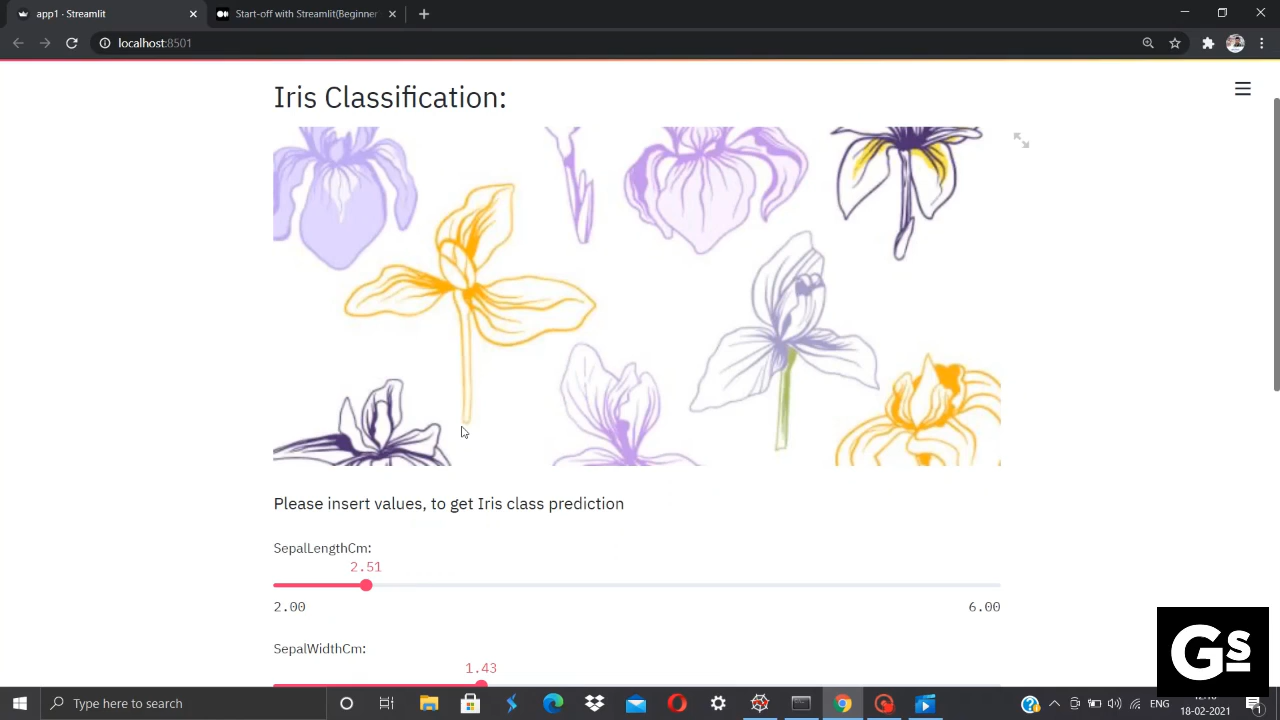 app1 · Streamlit
Start-off with Streamlit(Beginner
localhost:8501
Iris Classification:
Please insert values, to get Iris class prediction
SepalLengthCm:
2.51
2.00
6.00
SepalWidthCm:
1.43
Gs
Type here to search
ENG
18-02-2021